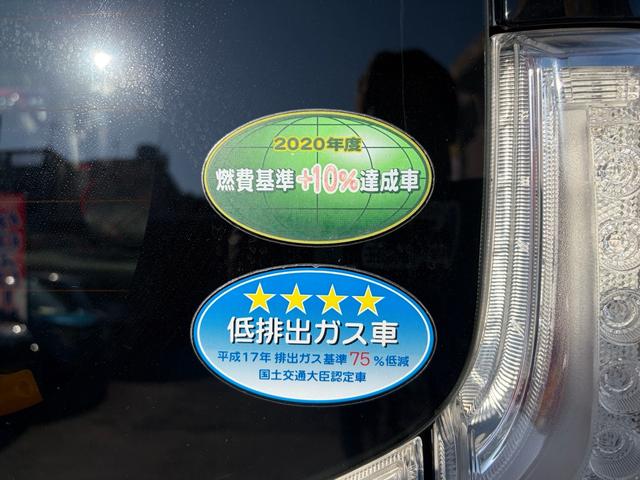 2020年度
燃費基準+10%達成車
低排出ガス車
平成17年 排出ガス基準75%低減
国土交通大臣認定車